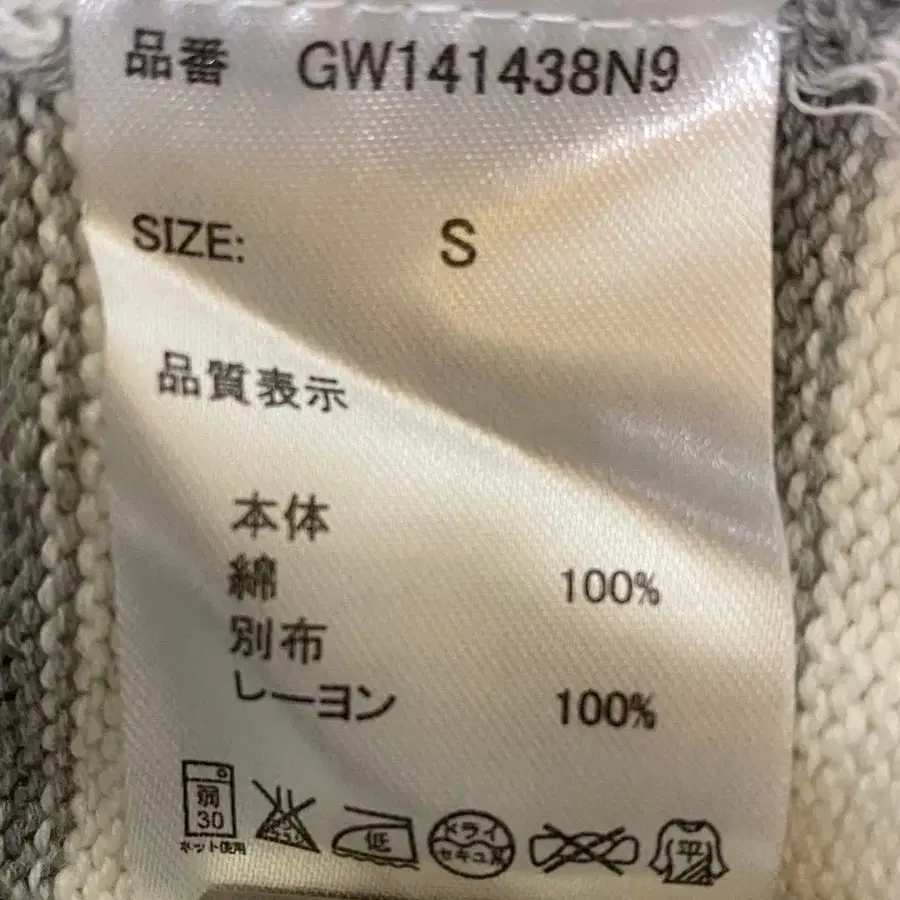 品番 GW141438N9
SIZE: S
品質表示
本体
綿 100%
別布
レーヨン 100%
弱 低 ドライ 平
30 セキユ系
ネット使用